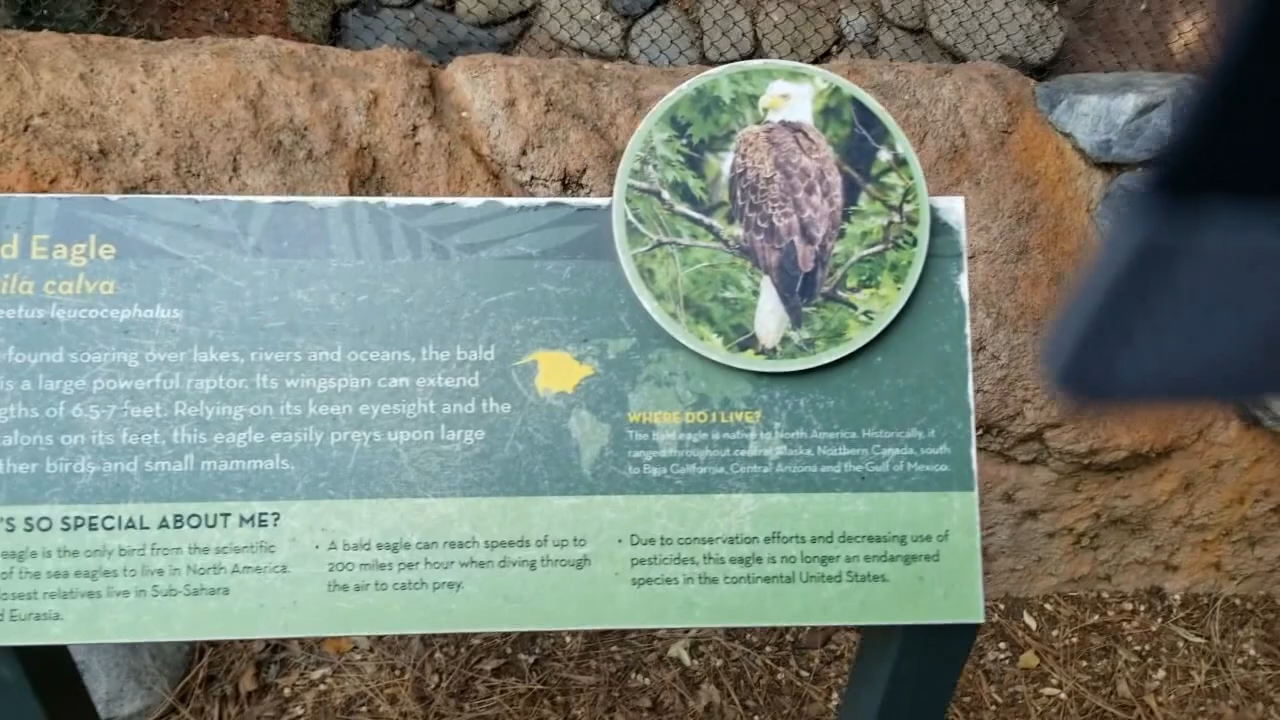 d Eagle
ila calva
eetus leucocephalus
found soaring over lakes, rivers and oceans, the bald
is a large powerful raptor. Its wingspan can extend
gths of 6.5-7 feet. Relying on its keen eyesight and the
talons on its feet, this eagle easily preys upon large
ther birds and small mammals.
WHERE DO I LIVE?
The bald eagle is native to North America. Historically, it
ranged throughout central Alaska, Northern Canada, south
to Baja California, Central Arizona and the Gulf of Mexico.
'S SO SPECIAL ABOUT ME?
eagle is the only bird from the scientific
of the sea eagles to live in North America.
losest relatives live in Sub-Sahara
d Eurasia.
• A bald eagle can reach speeds of up to
200 miles per hour when diving through
the air to catch prey.
• Due to conservation efforts and decreasing use of
pesticides, this eagle is no longer an endangered
species in the continental United States.